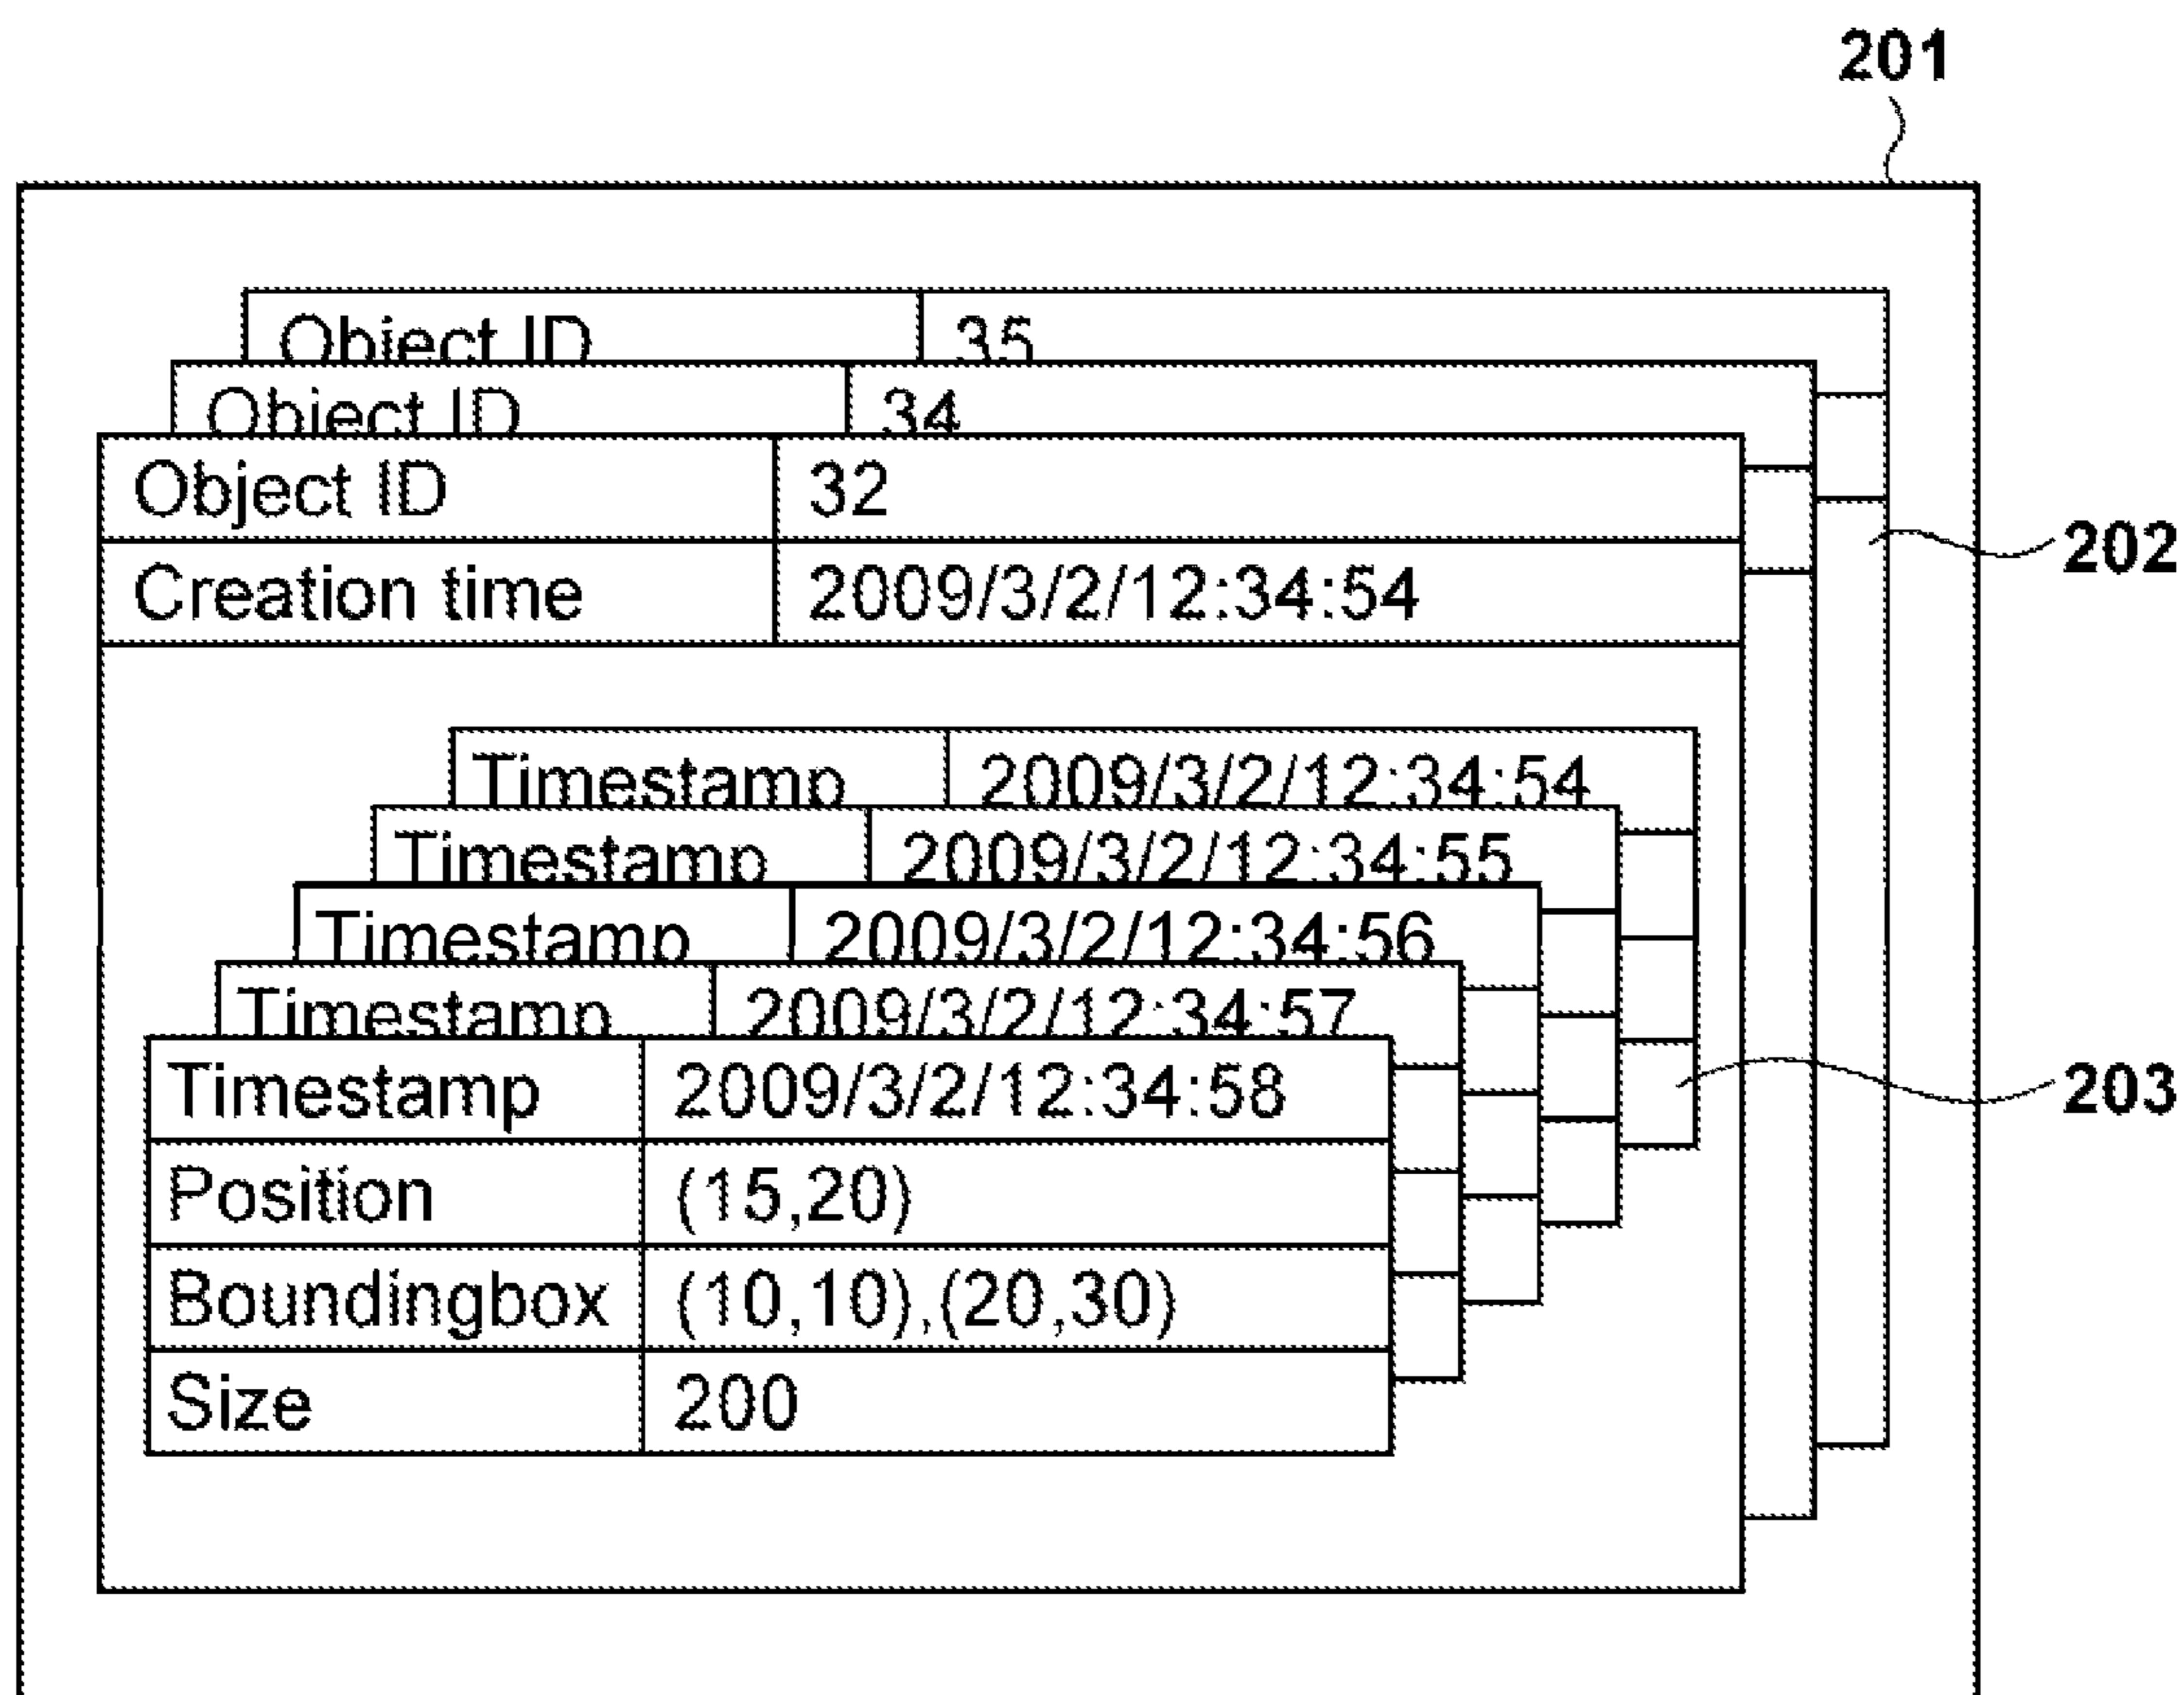 201
Object ID 35
Object ID 34
Object ID 32
202
Creation time 2009/3/2/12:34:54
Timestamp 2009/3/2/12:34:54
Timestamp 2009/3/2/12:34:55
Timestamp 2009/3/2/12:34:56
Timestamp 2009/3/2/12:34:57
Timestamp 2009/3/2/12:34:58
203
Position (15,20)
Boundingbox (10,10),(20,30)
Size 200